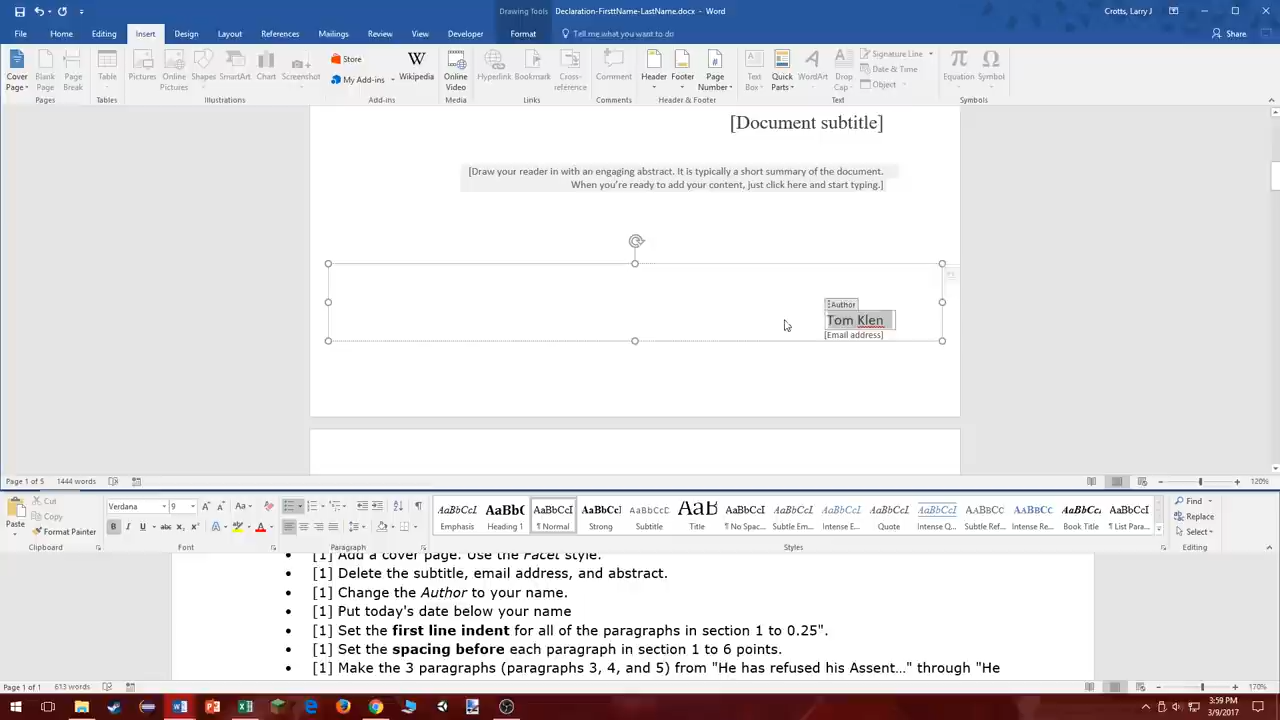 Drawing Tools
Declaration-FirsttName-LastName.docx - Word
Crotts, Larry J
File Home Editing Insert Design Layout References Mailings Review View Developer Format Tell me what you want to do
Share
Cover Page Blank Page Page Break
Table
Pictures Online Pictures Shapes SmartArt Chart Screenshot
Store
My Add-ins
Wikipedia
Online Video
Hyperlink Bookmark Cross-reference
Comment
Header Footer Page Number
Text Box Quick Parts WordArt Drop Cap
Signature Line
Date & Time
Object
Equation Symbol
Pages Tables Illustrations Add-ins Media Links Comments Header & Footer Text Symbols
[Document subtitle]
[Draw your reader in with an engaging abstract. It is typically a short summary of the document.
When you're ready to add your content, just click here and start typing.]
Author
Tom Klen
[Email address]
Page 1 of 5 1444 words
120%
Paste
Cut
Copy
Format Painter
Verdana 9
AaBbCcI AaBbC AaBbCcI AaBbCc AaBbCcI AaB AaBbCcI AaBbCcI AaBbCcI AaBbCcI AaBbCcI AABBCC AABBCC AaBbCc AaBbCcI
Emphasis Heading 1 ¶ Normal Strong Subtitle Title ¶ No Spac... Subtle Em... Intense E... Quote Intense Q... Subtle Ref... Intense Re... Book Title ¶ List Para...
Find
Replace
Select
Clipboard Font Paragraph Styles Editing
• [1] Add a cover page. Use the Facet style.
• [1] Delete the subtitle, email address, and abstract.
• [1] Change the Author to your name.
• [1] Put today's date below your name
• [1] Set the first line indent for all of the paragraphs in section 1 to 0.25".
• [1] Set the spacing before each paragraph in section 1 to 6 points.
• [1] Make the 3 paragraphs (paragraphs 3, 4, and 5) from "He has refused his Assent…" through "He
Page 1 of 1 613 words
170%
3:59 PM
3/9/2017